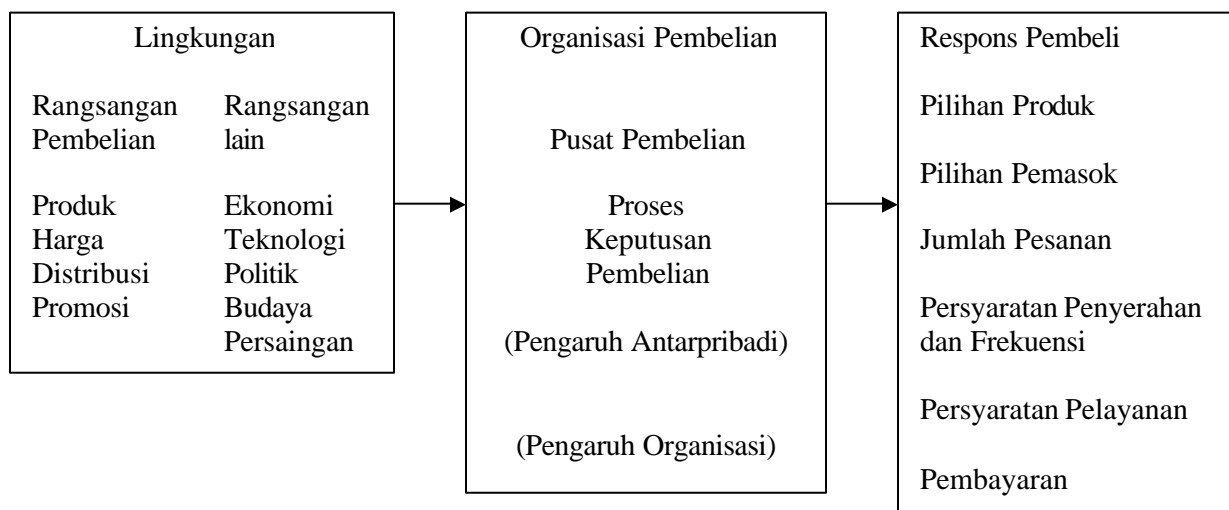 Lingkungan
Rangsangan
Pembelian
Rangsangan
lain
Produk
Harga
Distribusi
Promosi
Ekonomi
Teknologi
Politik
Budaya
Persaingan
Organisasi Pembelian
Pusat Pembelian
Proses
Keputusan
Pembelian
(Pengaruh Antarpribadi)
(Pengaruh Organisasi)
Respons Pembeli
Pilihan Produk
Pilihan Pemasok
Jumlah Pesanan
Persyaratan Penyerahan
dan Frekuensi
Persyaratan Pelayanan
Pembayaran